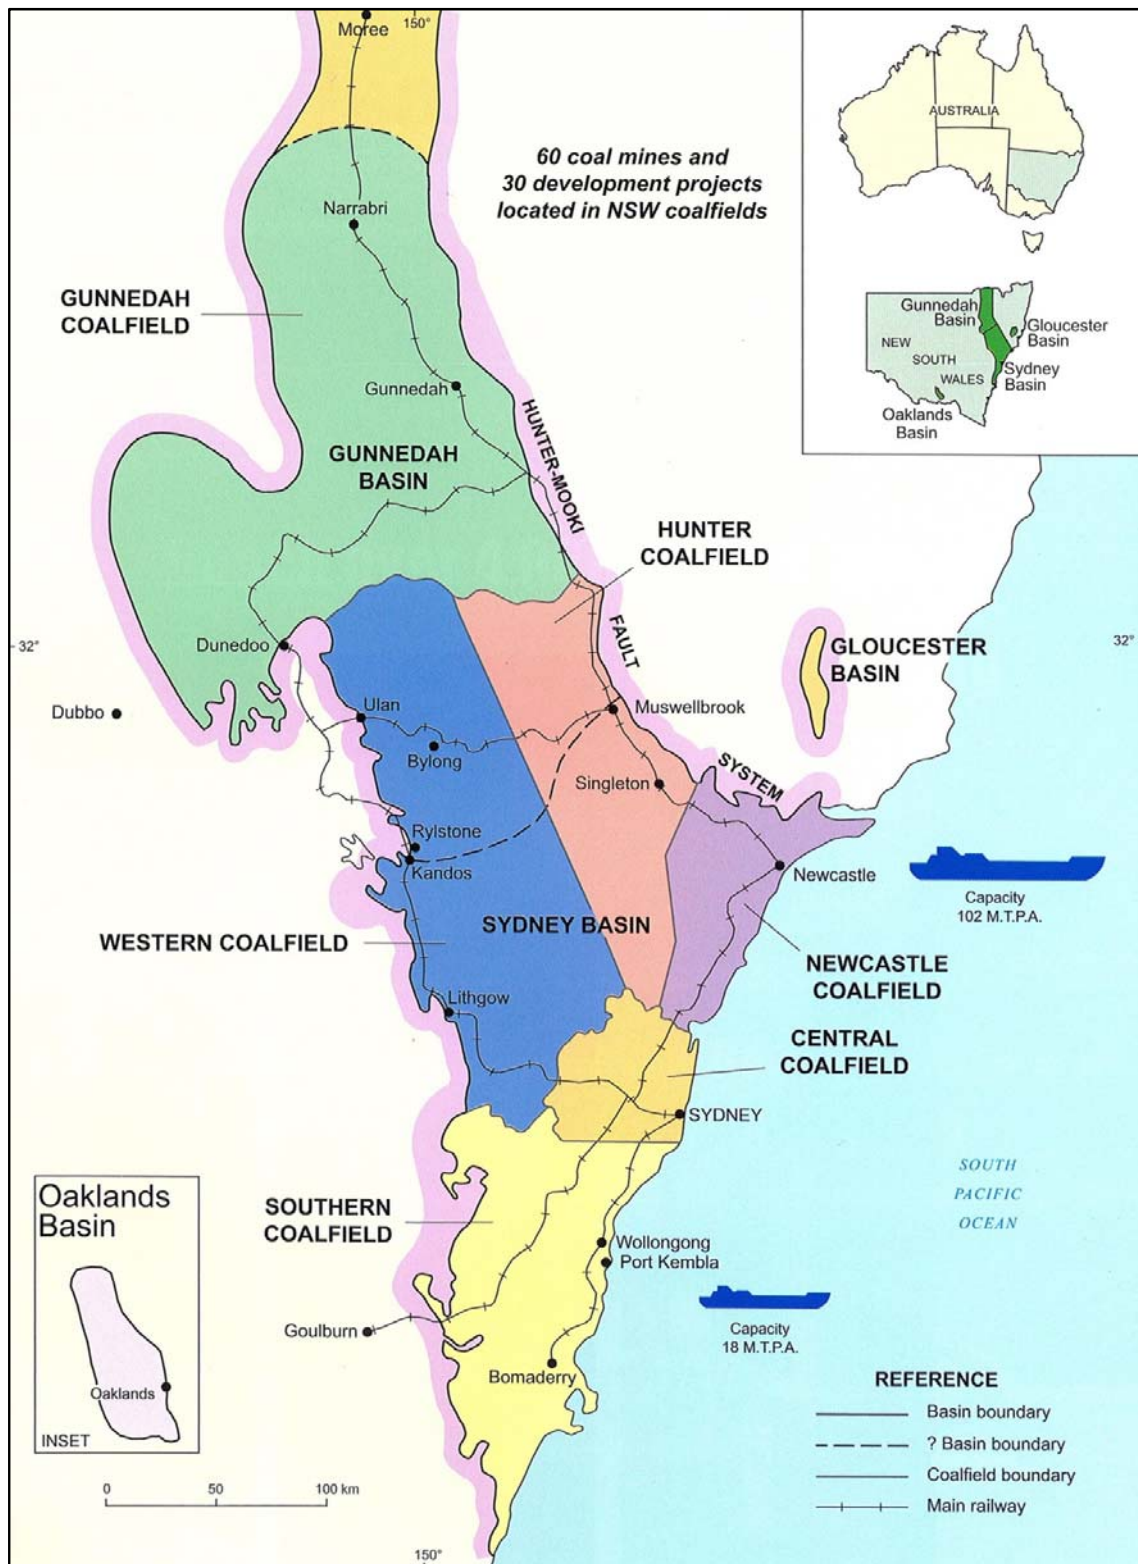 150°
Moree
60 coal mines and
30 development projects
located in NSW coalfields
AUSTRALIA
Gunnedah
Basin
Gloucester
Basin
NEW
SOUTH
WALES
Sydney
Basin
Oaklands
Basin
Narrabri
GUNNEDAH
COALFIELD
Gunnedah
HUNTER-MOOKI
FAULT
SYSTEM
GUNNEDAH
BASIN
HUNTER
COALFIELD
32°
Dunedoo
GLOUCESTER
BASIN
32°
Dubbo
Ulan
Muswellbrook
Bylong
Singleton
Rylstone
Kandos
Newcastle
Capacity
102 M.T.P.A.
WESTERN COALFIELD
SYDNEY BASIN
NEWCASTLE
COALFIELD
Lithgow
CENTRAL
COALFIELD
SYDNEY
SOUTH
PACIFIC
OCEAN
Oaklands
Basin
Oaklands
INSET
SOUTHERN
COALFIELD
Wollongong
Port Kembla
Capacity
18 M.T.P.A.
Goulburn
Bomaderry
REFERENCE
Basin boundary
? Basin boundary
Coalfield boundary
Main railway
0 50 100 km
150°